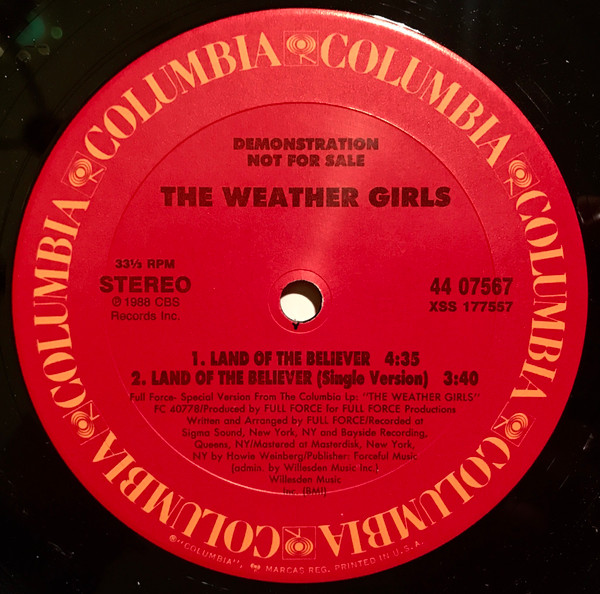 COLUMBIA COLUMBIA COLUMBIA COLUMBIA COLUMBIA COLUMBIA COLUMBIA COLUMBIA
DEMONSTRATION
NOT FOR SALE
THE WEATHER GIRLS
33⅓ RPM
STEREO
℗ 1988 CBS
Records Inc.
44 07567
XSS 177557
1. LAND OF THE BELIEVER 4:35
2. LAND OF THE BELIEVER (Single Version) 3:40
Full Force- Special Version From The Columbia Lp: "THE WEATHER GIRLS"
FC 40778/Produced by FULL FORCE for FULL FORCE Productions
Written and Arranged by FULL FORCE/Recorded at
Sigma Sound, New York, NY and Bayside Recording,
Queens, NY/Mastered at Masterdisk, New York,
NY by Howie Weinberg/Publisher: Forceful Music
(admin. by Willesden Music Inc.)
Willesden Music
Inc. (BMI)
® "COLUMBIA", MARCAS REG. PRINTED IN U.S.A.